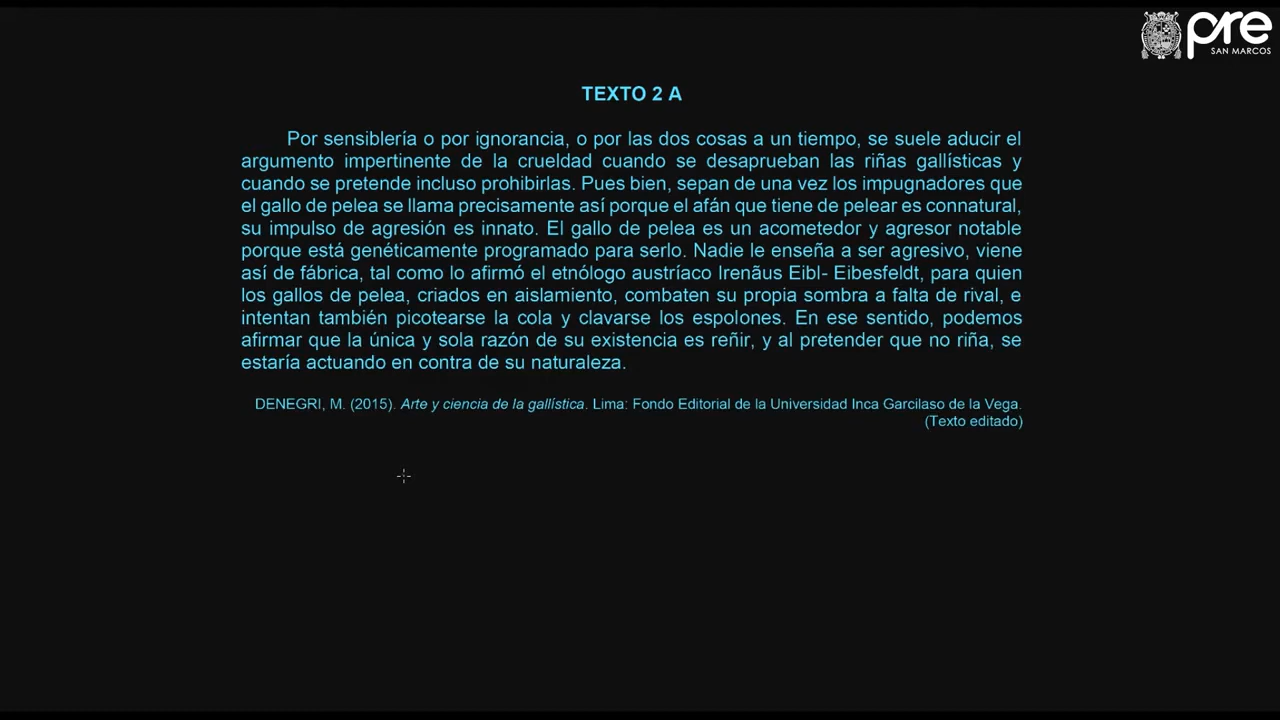 pre
SAN MARCOS
TEXTO 2 A
Por sensiblería o por ignorancia, o por las dos cosas a un tiempo, se suele aducir el
argumento impertinente de la crueldad cuando se desaprueban las riñas gallísticas y
cuando se pretende incluso prohibirlas. Pues bien, sepan de una vez los impugnadores que
el gallo de pelea se llama precisamente así porque el afán que tiene de pelear es connatural,
su impulso de agresión es innato. El gallo de pelea es un acometedor y agresor notable
porque está genéticamente programado para serlo. Nadie le enseña a ser agresivo, viene
así de fábrica, tal como lo afirmó el etnólogo austríaco Irenãus Eibl- Eibesfeldt, para quien
los gallos de pelea, criados en aislamiento, combaten su propia sombra a falta de rival, e
intentan también picotearse la cola y clavarse los espolones. En ese sentido, podemos
afirmar que la única y sola razón de su existencia es reñir, y al pretender que no riña, se
estaría actuando en contra de su naturaleza.
DENEGRI, M. (2015). Arte y ciencia de la gallística. Lima: Fondo Editorial de la Universidad Inca Garcilaso de la Vega.
(Texto editado)